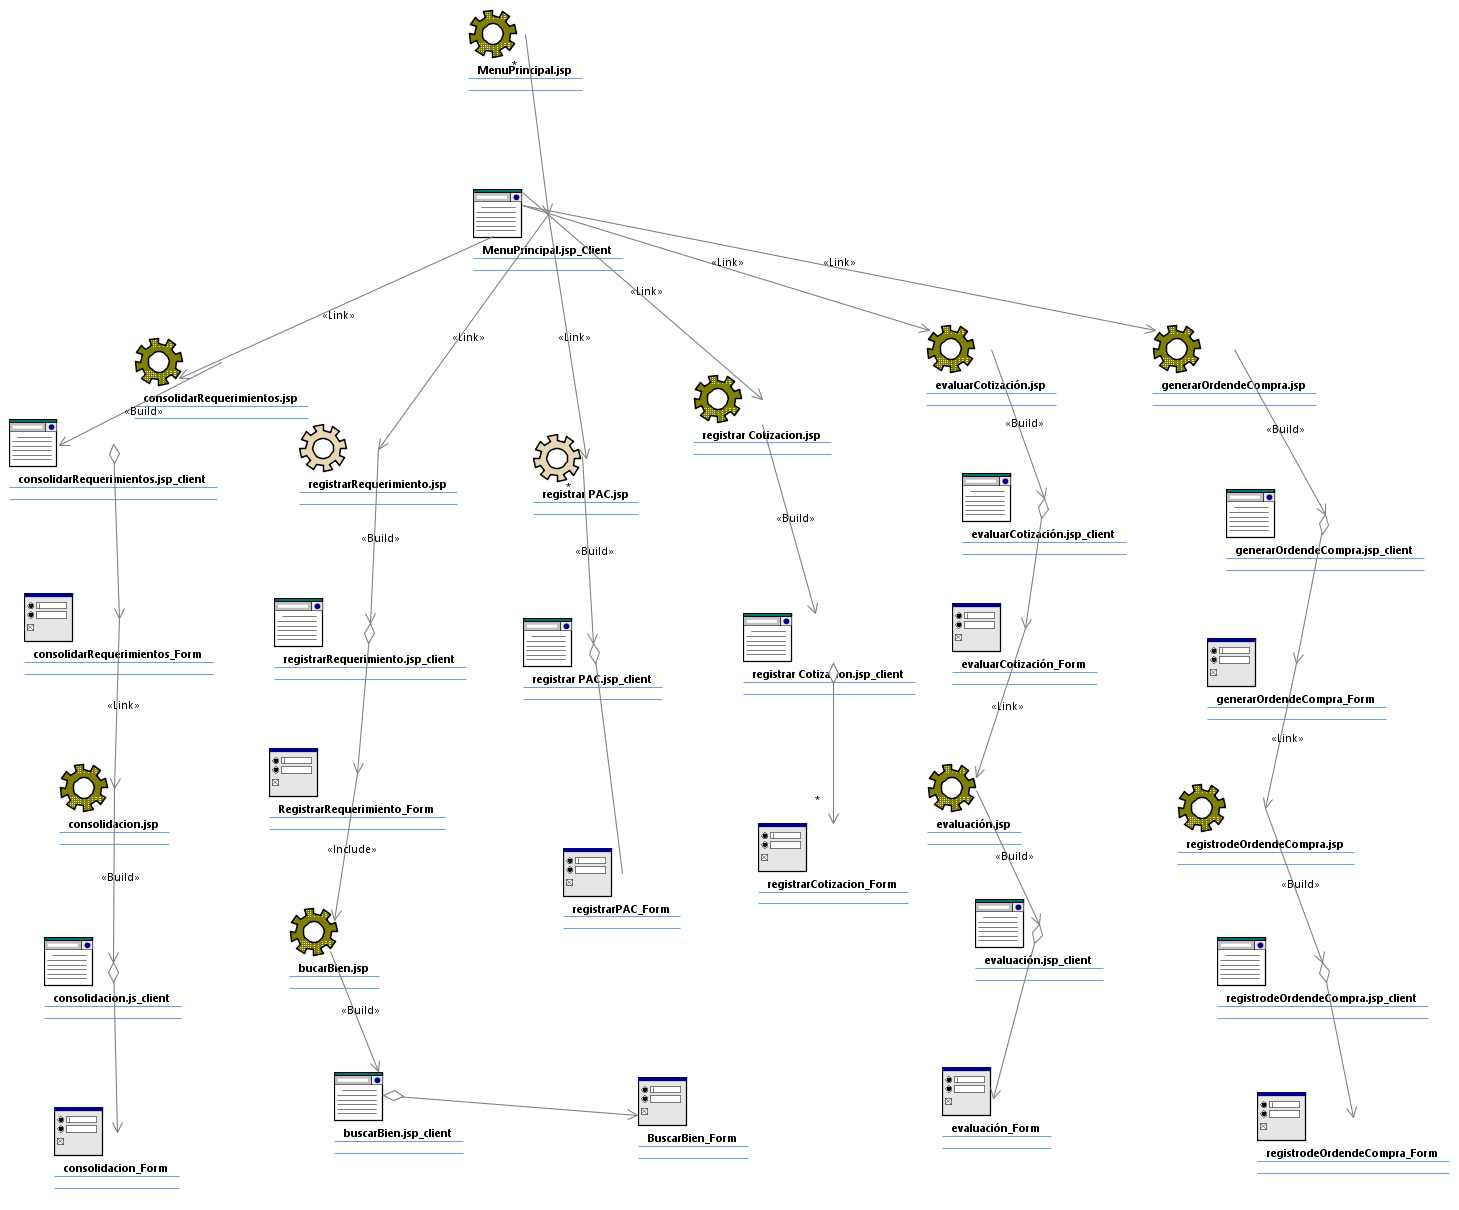 MenuPrincipal.jsp
*
MenuPrincipal.jsp_Client
«Link»
«Link»
«Link»
«Link»
«Link»
«Link»
consolidarRequerimientos.jsp
evaluarCotización.jsp
generarOrdendeCompra.jsp
«Build»
«Build»
«Build»
registrar Cotizacion.jsp
consolidarRequerimientos.jsp_client
registrarRequerimiento.jsp
*
registrar PAC.jsp
«Build»
«Build»
«Build»
evaluarCotización.jsp_client
generarOrdendeCompra.jsp_client
consolidarRequerimientos_Form
registrarRequerimiento.jsp_client
registrar PAC.jsp_client
registrar Cotizacion.jsp_client
evaluarCotización_Form
generarOrdendeCompra_Form
«Link»
«Link»
«Link»
*
consolidacion.jsp
RegistrarRequerimiento_Form
evaluación.jsp
registrodeOrdendeCompra.jsp
«Include»
«Build»
«Build»
«Build»
registrarCotizacion_Form
registrarPAC_Form
bucarBien.jsp
evaluación.jsp_client
consolidacion.js_client
registrodeOrdendeCompra.jsp_client
«Build»
buscarBien.jsp_client
BuscarBien_Form
evaluación_Form
consolidacion_Form
registrodeOrdendeCompra_Form